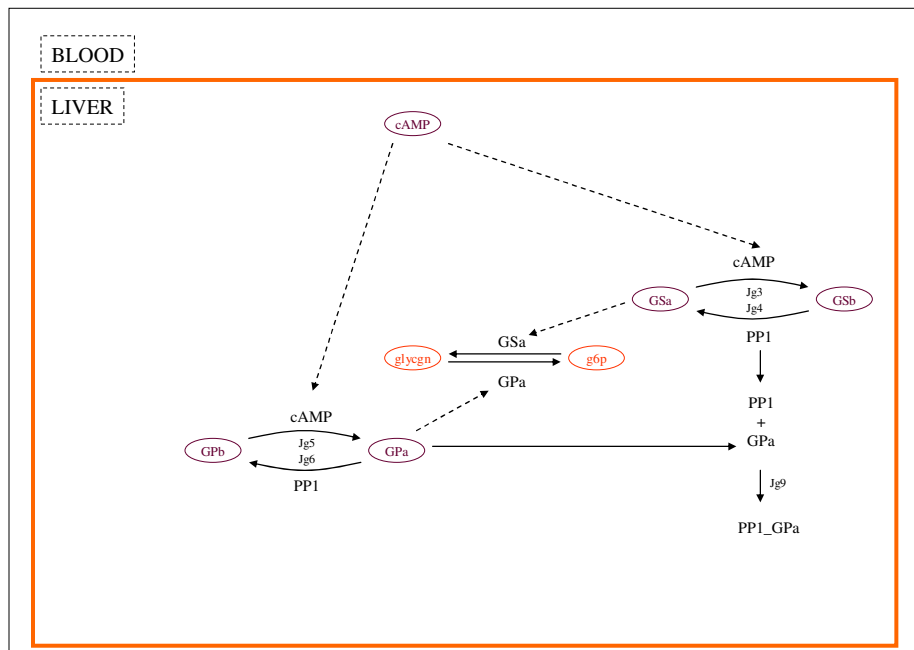 BLOOD
LIVER
cAMP
cAMP
GSa
Jg3
Jg4
GSb
PP1
GSa
glycgn
g6p
GPa
PP1
+
GPa
cAMP
GPb
Jg5
Jg6
GPa
PP1
Jg9
PP1_GPa